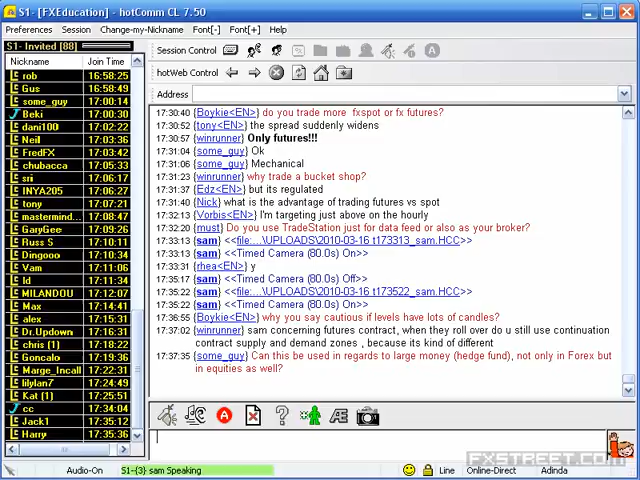 S1- [FXEducation] - hotComm CL 7.50
Preferences Session Change-my-Nickname Font[-] Font[+]
S1- Invited [88]
Session Control
Nickname Join Time
hotWeb Control
Address
rob 16:58:25
Gus 16:58:49
some_guy 17:00:14
Beki 17:00:30
dani100 17:02:22
Neil 17:03:36
FredFX 17:03:42
chubacca 17:05:33
sri 17:06:13
INYA205 17:06:27
tony 17:07:21
mastermind... 17:08:47
GaryGee 17:09:39
Russ S 17:10:11
Dingooo 17:10:34
Vam 17:11:06
ld 17:11:34
MILANDOU 17:12:07
Max 17:14:41
alex 17:15:31
Dr.Updown 17:16:31
chris (1) 17:18:22
Goncalo 17:19:36
Marge_Incall 17:22:31
lilylan7 17:24:49
Kat (1) 17:25:51
cc 17:34:04
Jack1 17:35:12
Harry 17:35:25
17:30:40 {Boykie<EN>} do you trade more fxspot or fx futures?
17:30:52 {tony<EN>} the spread suddenly widens
17:30:57 {winrunner} Only futures!!!
17:31:04 {some_guy} Ok
17:31:06 {some_guy} Mechanical
17:31:23 {winrunner} why trade a bucket shop?
17:31:37 {Edz<EN>} but its regulated
17:31:40 {Nick} what is the advantage of trading futures vs spot
17:32:13 {Vorbis<EN>} I'm targeting just above on the hourly
17:32:20 {must} Do you use TradeStation just for data feed or also as your broker?
17:33:13 {sam} <<file:...\UPLOADS\2010-03-16 t173313_sam.HCC>>
17:33:13 {sam} <<Timed Camera (80.0s) On>>
17:33:31 {rhea<EN>} y
17:35:17 {sam} <<Timed Camera (80.0s) Off>>
17:35:22 {sam} <<file:...\UPLOADS\2010-03-16 t173522_sam.HCC>>
17:35:22 {sam} <<Timed Camera (80.0s) On>>
17:36:55 {Boykie<EN>} why you say cautious if levels have lots of candles?
17:37:02 {winrunner} sam concerning futures contract, when they roll over do u still use continuation
contract supply and demand zones , because its kind of different
17:37:35 {some_guy} Can this be used in regards to large money (hedge fund), not only in Forex but
in equities as well?
FXSTREET.COM
Audio-On S1-{3} sam Speaking Line Online-Direct Adinda